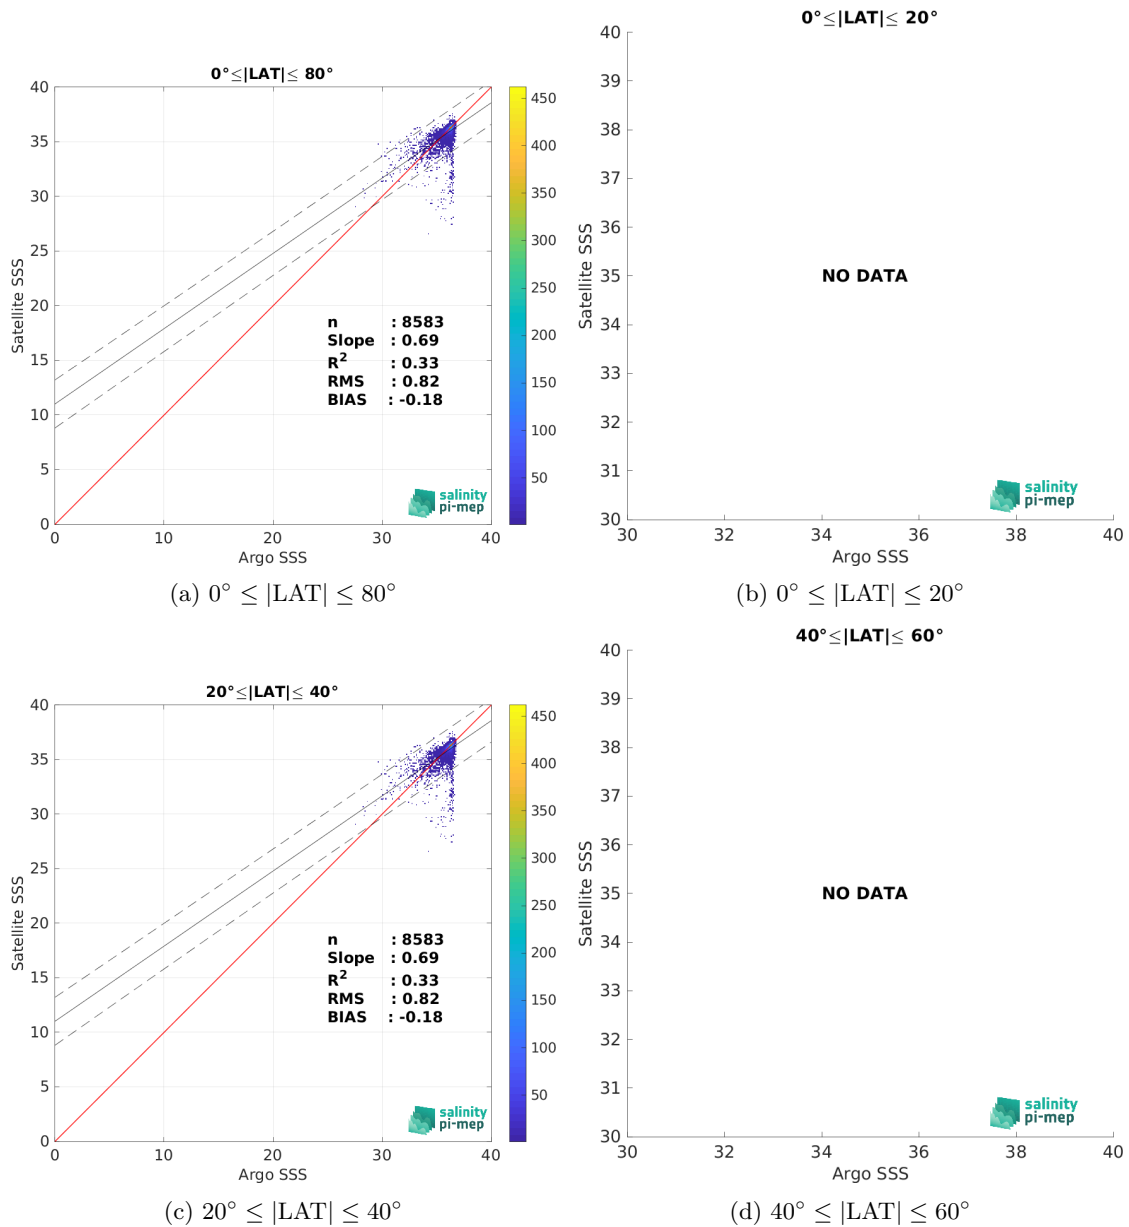 0°≤|LAT|≤ 80°
40
35
30
25
20
15
10
5
0
Satellite SSS
0
10
20
30
40
Argo SSS
450
400
350
300
250
200
150
100
50
n : 8583
Slope : 0.69
R² : 0.33
RMS : 0.82
BIAS : -0.18
salinity
pi-mep
(a) 0° ≤ |LAT| ≤ 80°
0°≤|LAT|≤ 20°
40
39
38
37
36
35
34
33
32
31
30
Satellite SSS
NO DATA
30
32
34
36
38
40
Argo SSS
salinity
pi-mep
(b) 0° ≤ |LAT| ≤ 20°
20°≤|LAT|≤ 40°
40
35
30
25
20
15
10
5
0
Satellite SSS
0
10
20
30
40
Argo SSS
450
400
350
300
250
200
150
100
50
n : 8583
Slope : 0.69
R² : 0.33
RMS : 0.82
BIAS : -0.18
salinity
pi-mep
(c) 20° ≤ |LAT| ≤ 40°
40°≤|LAT|≤ 60°
40
39
38
37
36
35
34
33
32
31
30
Satellite SSS
NO DATA
30
32
34
36
38
40
Argo SSS
salinity
pi-mep
(d) 40° ≤ |LAT| ≤ 60°